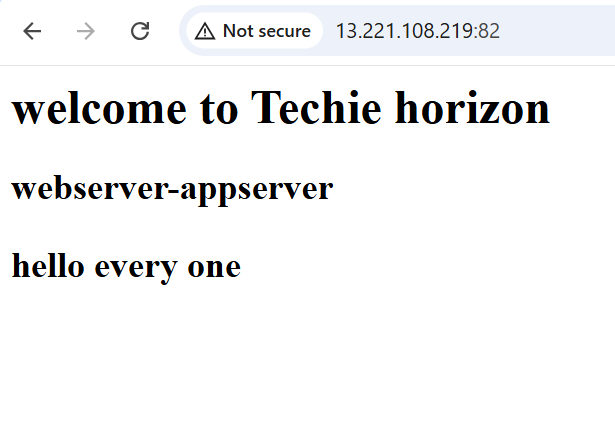 Not secure 13.221.108.219:82
welcome to Techie horizon
webserver-appserver
hello every one